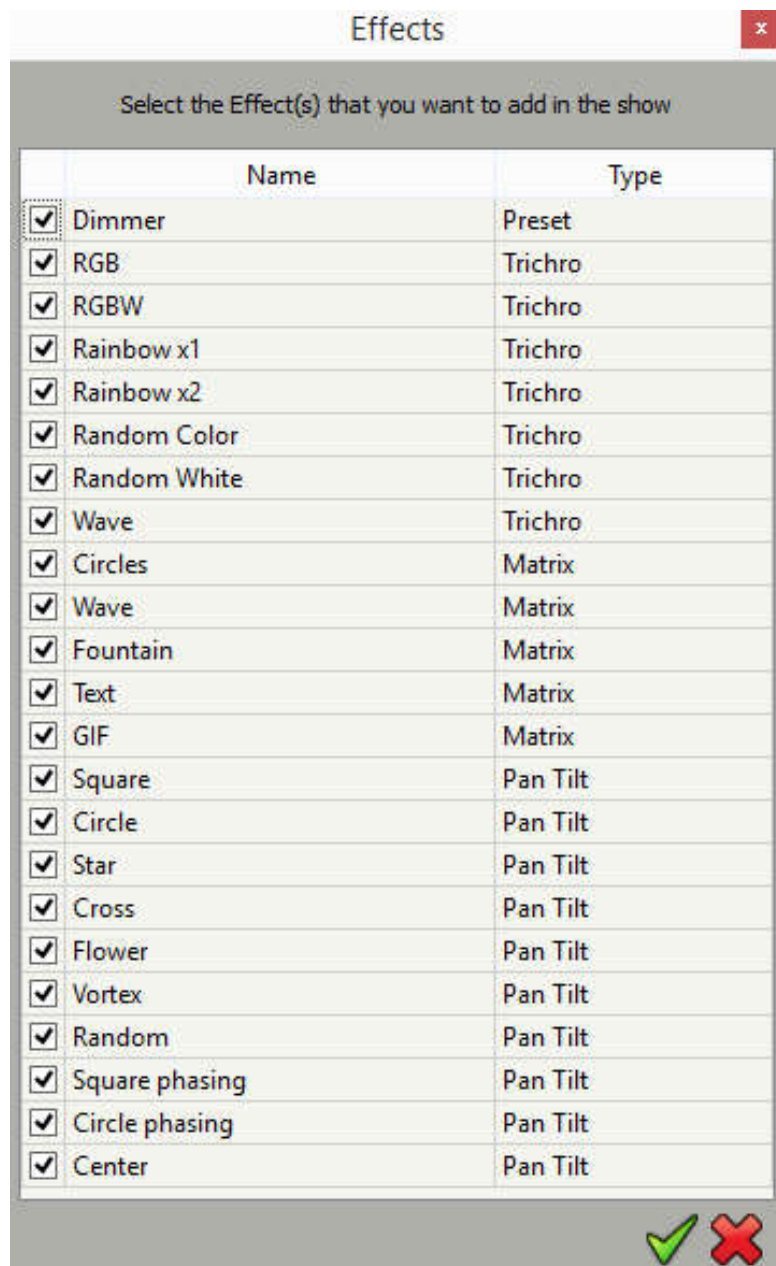 Effects
x
Select the Effect(s) that you want to add in the show
Name Type
Dimmer Preset
RGB Trichro
RGBW Trichro
Rainbow x1 Trichro
Rainbow x2 Trichro
Random Color Trichro
Random White Trichro
Wave Trichro
Circles Matrix
Wave Matrix
Fountain Matrix
Text Matrix
GIF Matrix
Square Pan Tilt
Circle Pan Tilt
Star Pan Tilt
Cross Pan Tilt
Flower Pan Tilt
Vortex Pan Tilt
Random Pan Tilt
Square phasing Pan Tilt
Circle phasing Pan Tilt
Center Pan Tilt